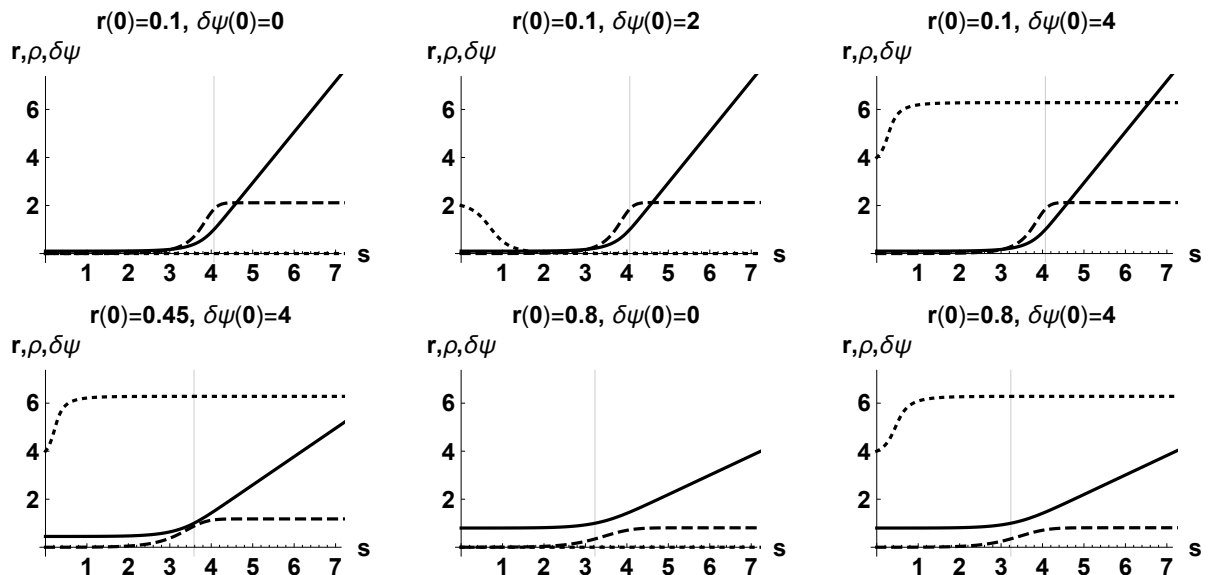 r(0)=0.1, δψ(0)=0
r,ρ,δψ
6
4
2
1 2 3 4 5 6 7 s
r(0)=0.1, δψ(0)=2
r,ρ,δψ
6
4
2
1 2 3 4 5 6 7 s
r(0)=0.1, δψ(0)=4
r,ρ,δψ
6
4
2
1 2 3 4 5 6 7 s
r(0)=0.45, δψ(0)=4
r,ρ,δψ
6
4
2
1 2 3 4 5 6 7 s
r(0)=0.8, δψ(0)=0
r,ρ,δψ
6
4
2
1 2 3 4 5 6 7 s
r(0)=0.8, δψ(0)=4
r,ρ,δψ
6
4
2
1 2 3 4 5 6 7 s